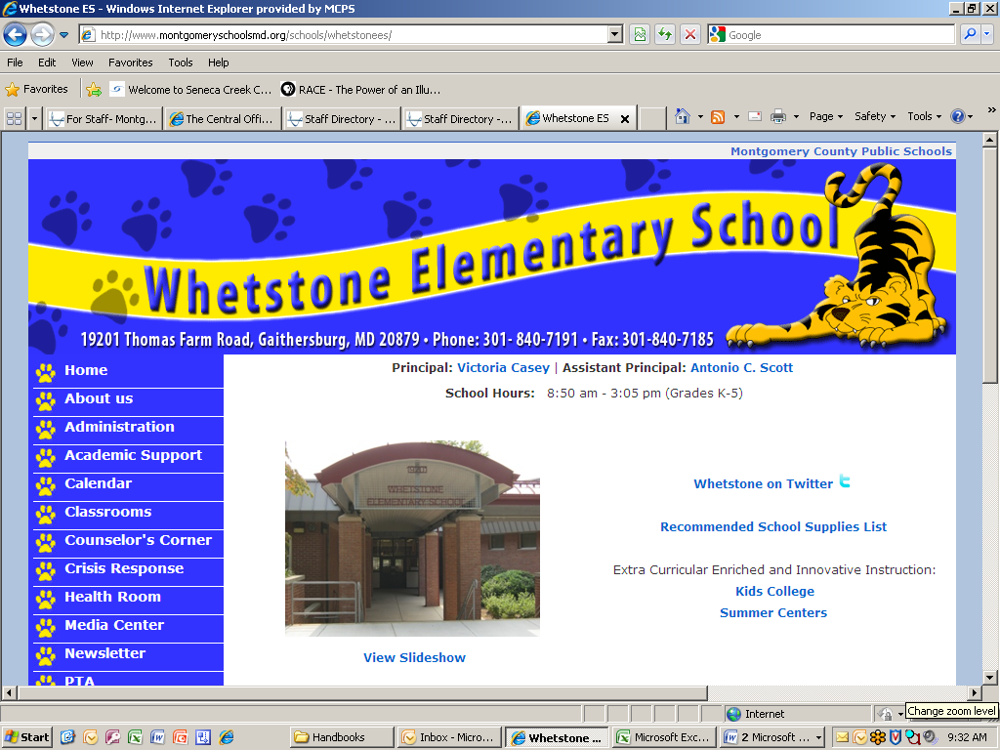 Whetstone ES - Windows Internet Explorer provided by MCPS
http://www.montgomeryschoolsmd.org/schools/whetstonees/
Google
File Edit View Favorites Tools Help
Favorites Welcome to Seneca Creek C... RACE - The Power of an Illu...
For Staff- Montg... The Central Offi... Staff Directory - ... Staff Directory -... Whetstone ES Page Safety Tools
Montgomery County Public Schools
Whetstone Elementary School
19201 Thomas Farm Road, Gaithersburg, MD 20879 • Phone: 301- 840-7191 • Fax: 301-840-7185
Home
About us
Administration
Academic Support
Calendar
Classrooms
Counselor's Corner
Crisis Response
Health Room
Media Center
Newsletter
PTA
Principal: Victoria Casey | Assistant Principal: Antonio C. Scott
School Hours: 8:50 am - 3:05 pm (Grades K-5)
WHETSTONE
ELEMENTARY SCHOOL
View Slideshow
Whetstone on Twitter
Recommended School Supplies List
Extra Curricular Enriched and Innovative Instruction:
Kids College
Summer Centers
Internet
Change zoom level
Start Handbooks Inbox - Micro... Whetstone ... Microsoft Exc... 2 Microsoft ... 9:32 AM